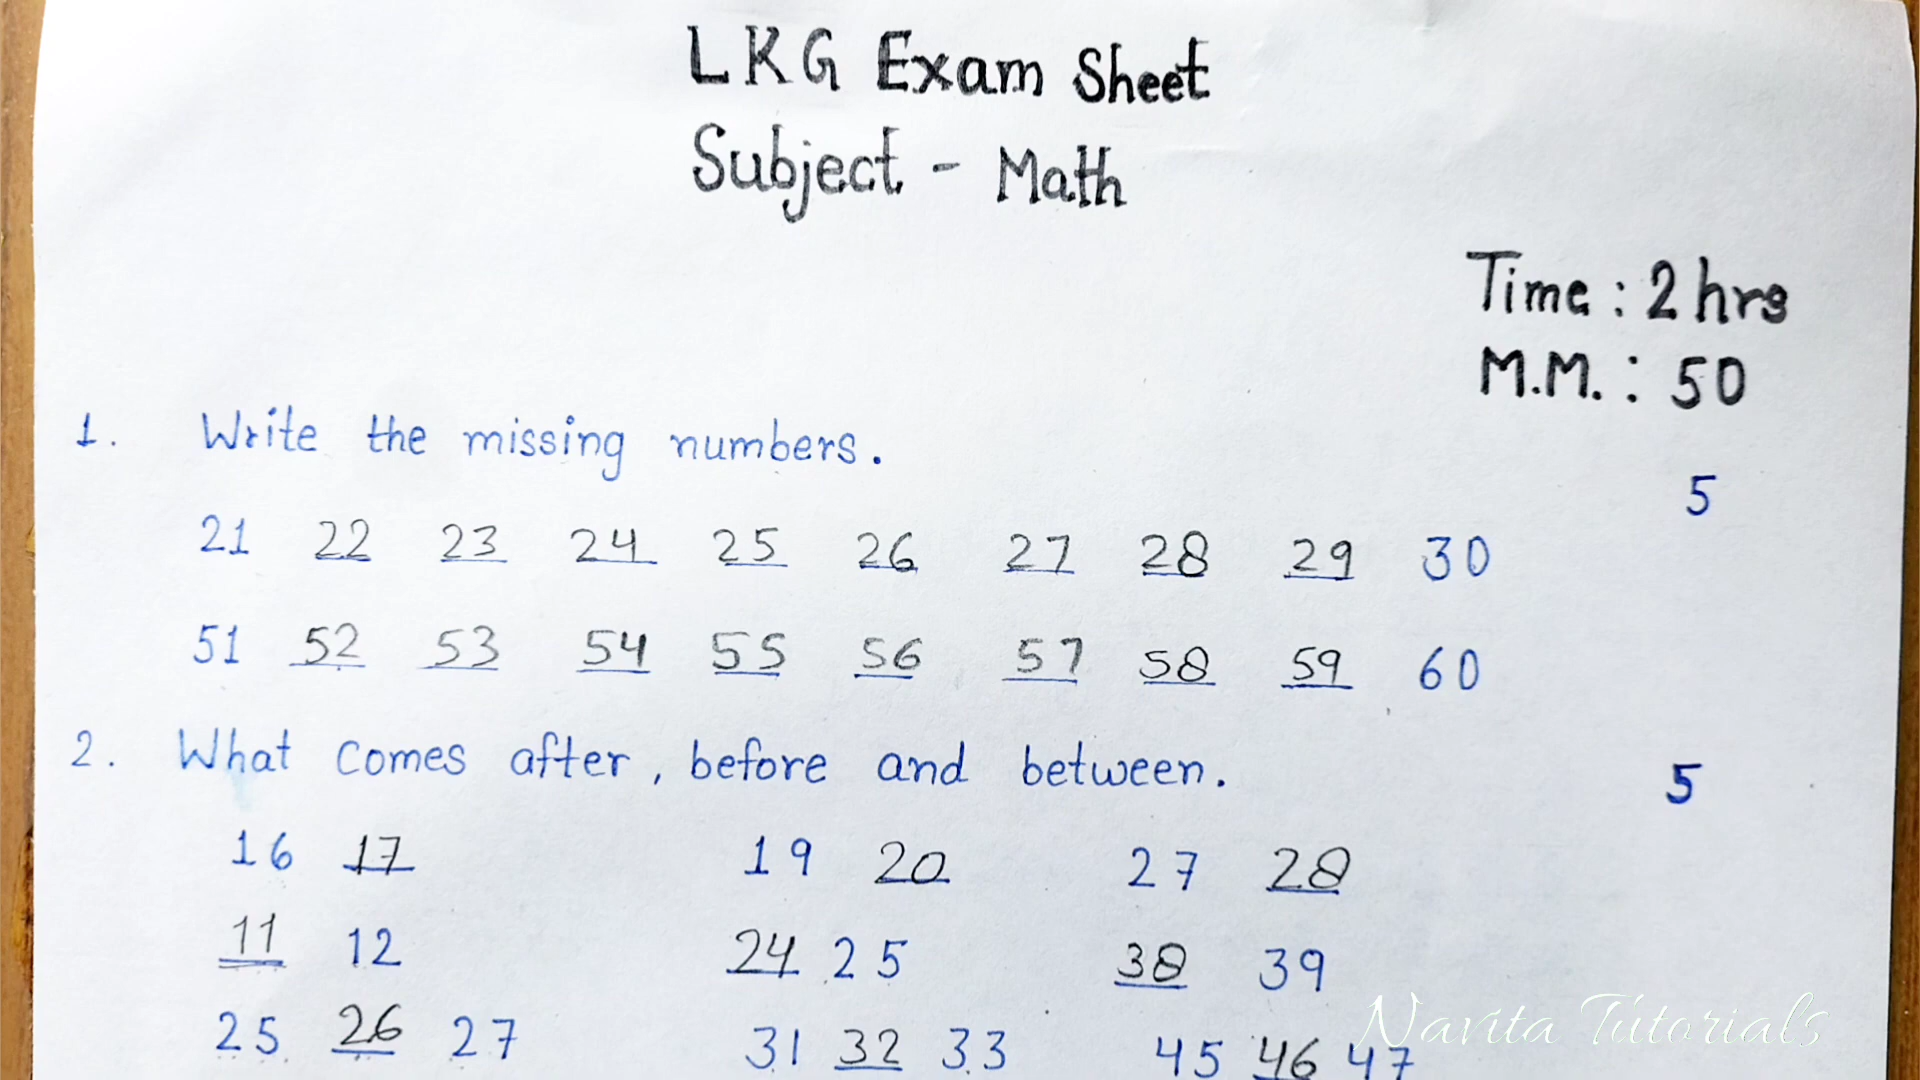 LKG Exam Sheet
Subject - Math
Time : 2 hrs
M.M. : 50
1. Write the missing numbers. 5
21 22 23 24 25 26 27 28 29 30
51 52 53 54 55 56 57 58 59 60
2. What comes after, before and between. 5
16 17 19 20 27 28
11 12 24 25 38 39
25 26 27 31 32 33 45 46 47
Navita Tutorials